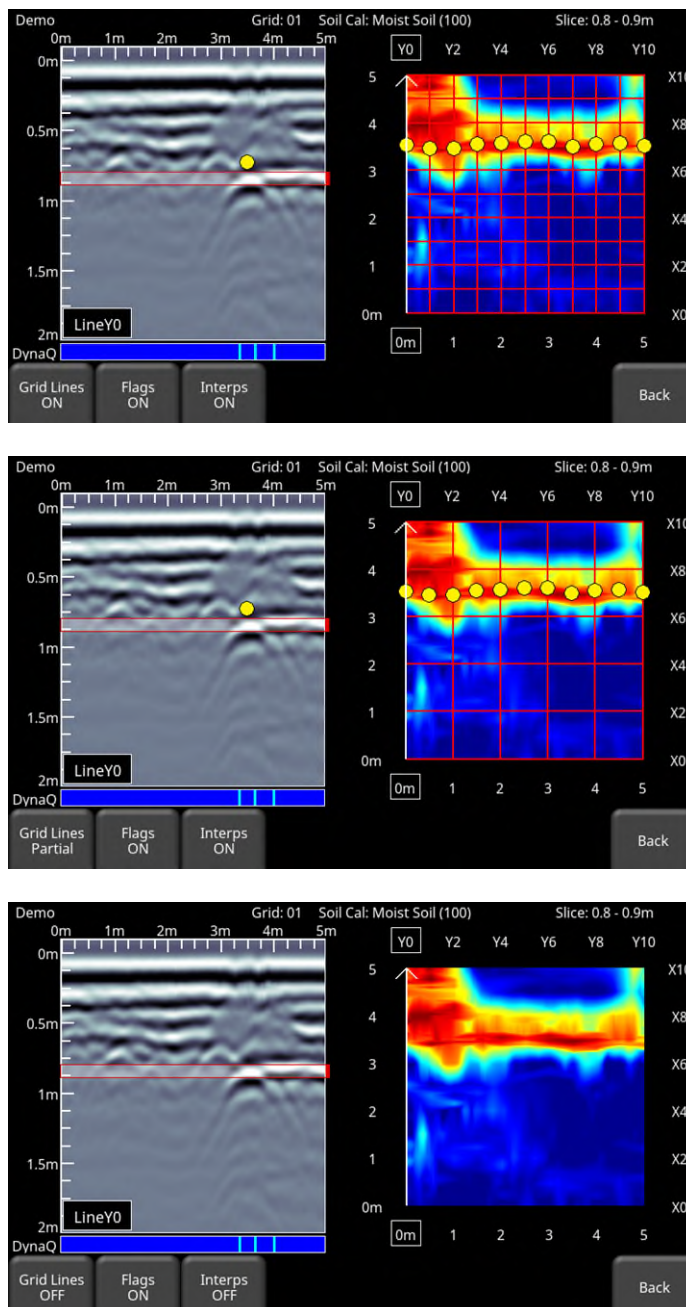 Demo Grid: 01 Soil Cal: Moist Soil (100) Slice: 0.8 - 0.9m
0m 1m 2m 3m 4m 5m Y0 Y2 Y4 Y6 Y8 Y10
0m
5 X10
0.5m 4 X8
3 X6
1m
2 X4
1.5m 1 X2
LineY0 0m X0
2m
0m 1 2 3 4 5
DynaQ
Grid Lines ON Flags ON Interps ON Back
Demo Grid: 01 Soil Cal: Moist Soil (100) Slice: 0.8 - 0.9m
0m 1m 2m 3m 4m 5m Y0 Y2 Y4 Y6 Y8 Y10
0m
5 X10
0.5m 4 X8
3 X6
1m
2 X4
1.5m 1 X2
LineY0 0m X0
2m
0m 1 2 3 4 5
DynaQ
Grid Lines Partial Flags ON Interps ON Back
Demo Grid: 01 Soil Cal: Moist Soil (100) Slice: 0.8 - 0.9m
0m 1m 2m 3m 4m 5m Y0 Y2 Y4 Y6 Y8 Y10
0m
5 X10
0.5m 4 X8
3 X6
1m
2 X4
1.5m 1 X2
LineY0 0m X0
2m
0m 1 2 3 4 5
DynaQ
Grid Lines OFF Flags ON Interps OFF Back